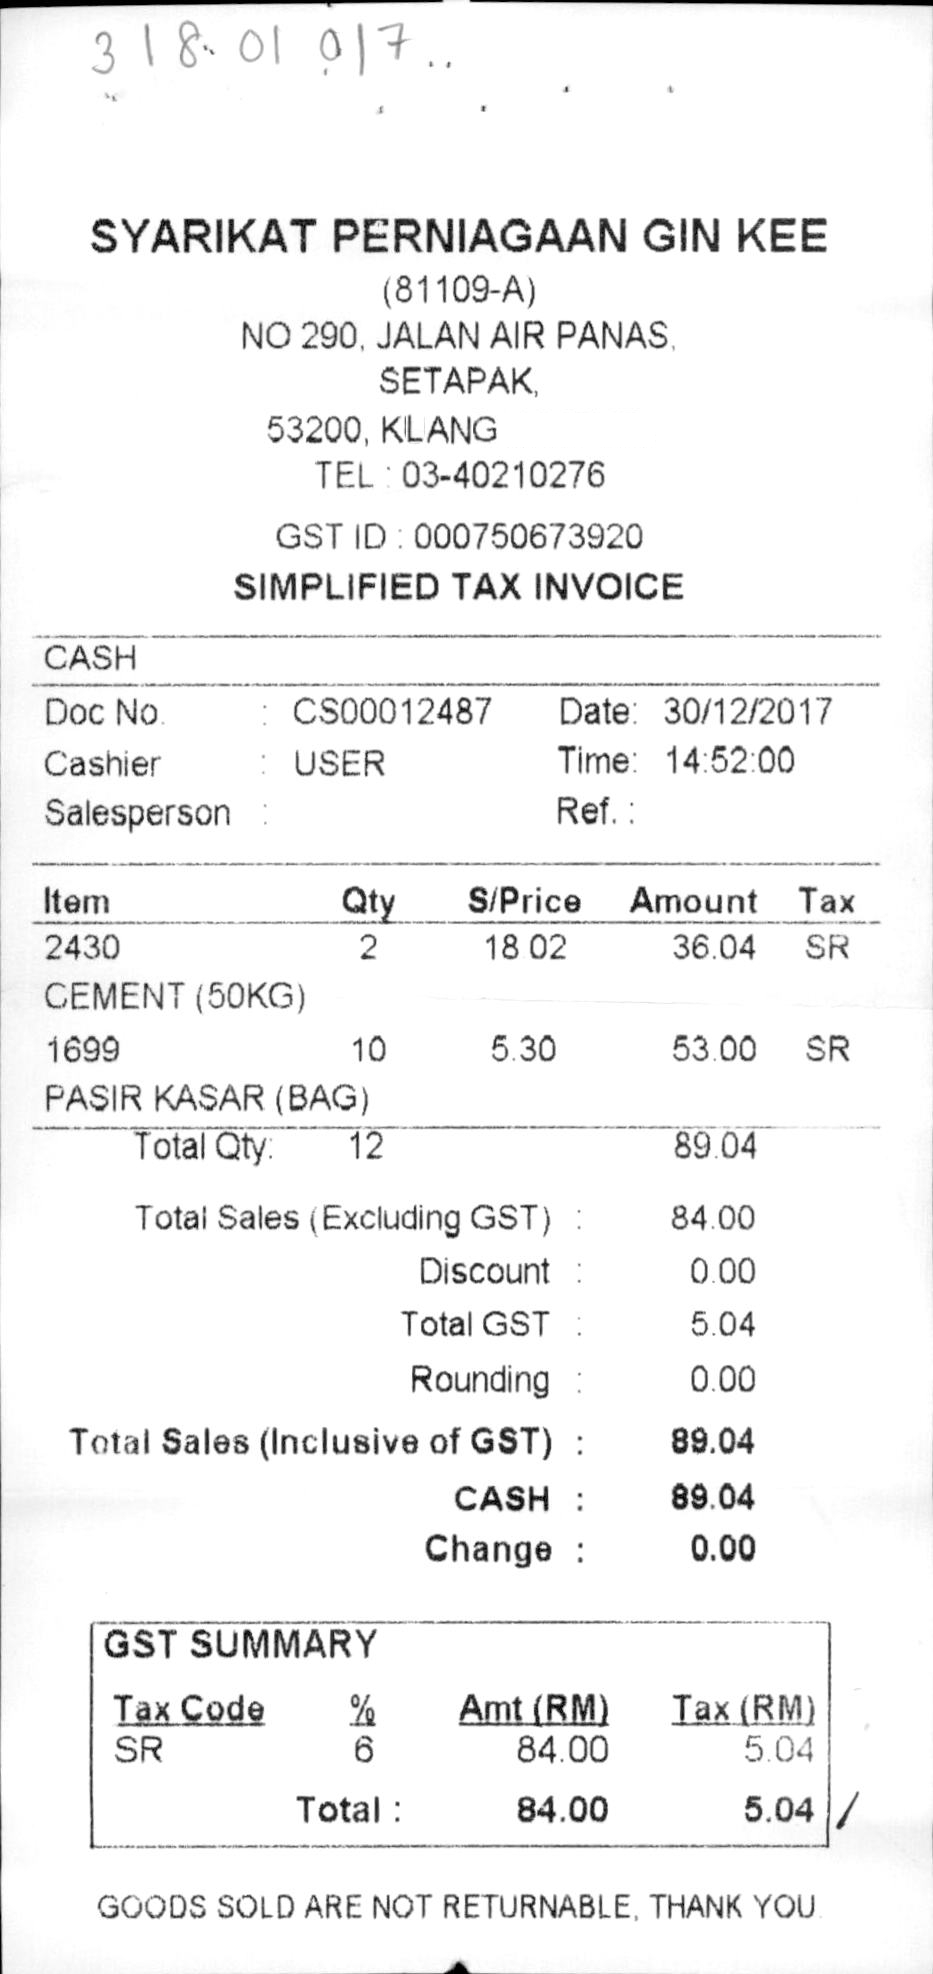 318 01 017..
SYARIKAT PERNIAGAAN GIN KEE
(81109-A)
NO 290, JALAN AIR PANAS,
SETAPAK,
53200, KLANG
TEL : 03-40210276
GST ID : 000750673920
SIMPLIFIED TAX INVOICE
CASH
Doc No. : CS00012487 Date: 30/12/2017
Cashier : USER Time: 14:52:00
Salesperson : Ref. :
Item Qty S/Price Amount Tax
2430 2 18.02 36.04 SR
CEMENT (50KG)
1699 10 5.30 53.00 SR
PASIR KASAR (BAG)
Total Qty: 12 89.04
Total Sales (Excluding GST) : 84.00
Discount : 0.00
Total GST : 5.04
Rounding : 0.00
Total Sales (Inclusive of GST) : 89.04
CASH : 89.04
Change : 0.00
GST SUMMARY
Tax Code % Amt (RM) Tax (RM)
SR 6 84.00 5.04
Total : 84.00 5.04 /
GOODS SOLD ARE NOT RETURNABLE, THANK YOU.